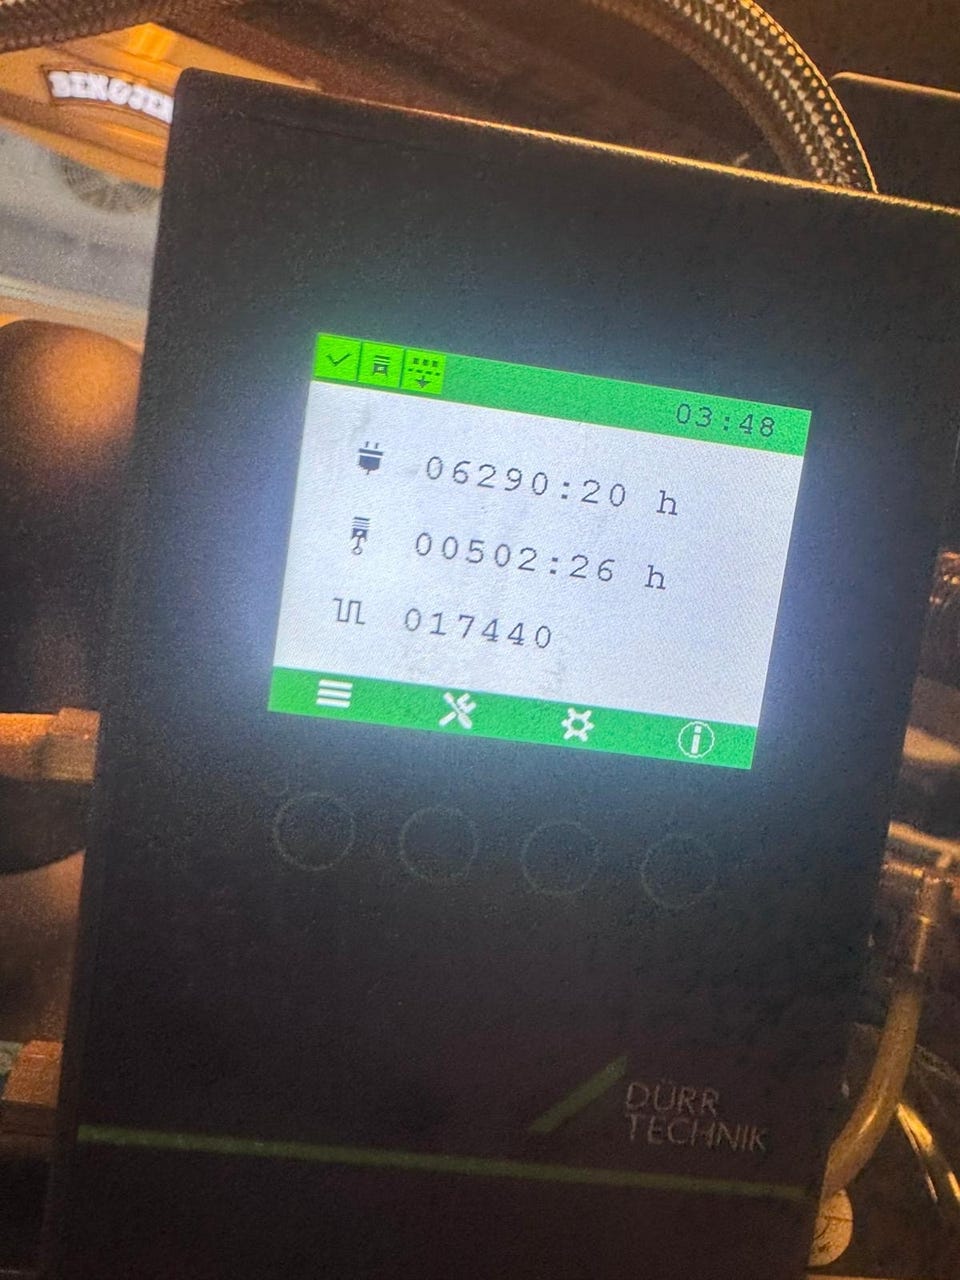 03:48
06290:20 h
00502:26 h
017440
DÜRR
TECHNIK